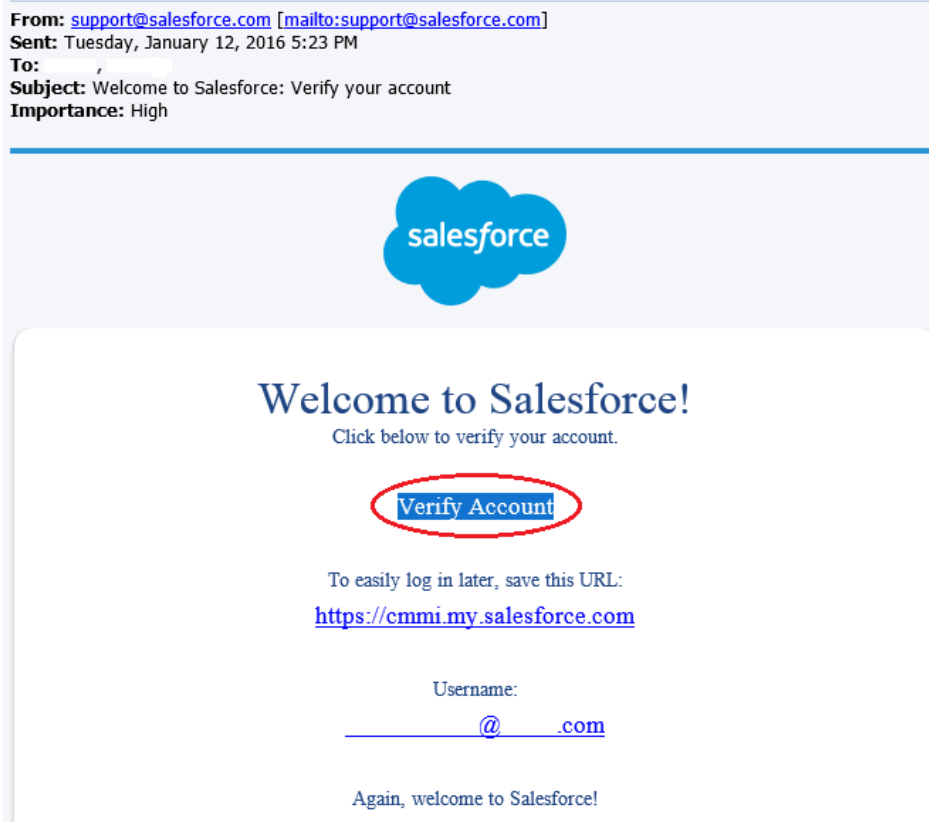 From: support@salesforce.com [mailto:support@salesforce.com]
Sent: Tuesday, January 12, 2016 5:23 PM
To: ,
Subject: Welcome to Salesforce: Verify your account
Importance: High
salesforce
Welcome to Salesforce!
Click below to verify your account.
Verify Account
To easily log in later, save this URL:
https://cmmi.my.salesforce.com
Username:
@ .com
Again, welcome to Salesforce!